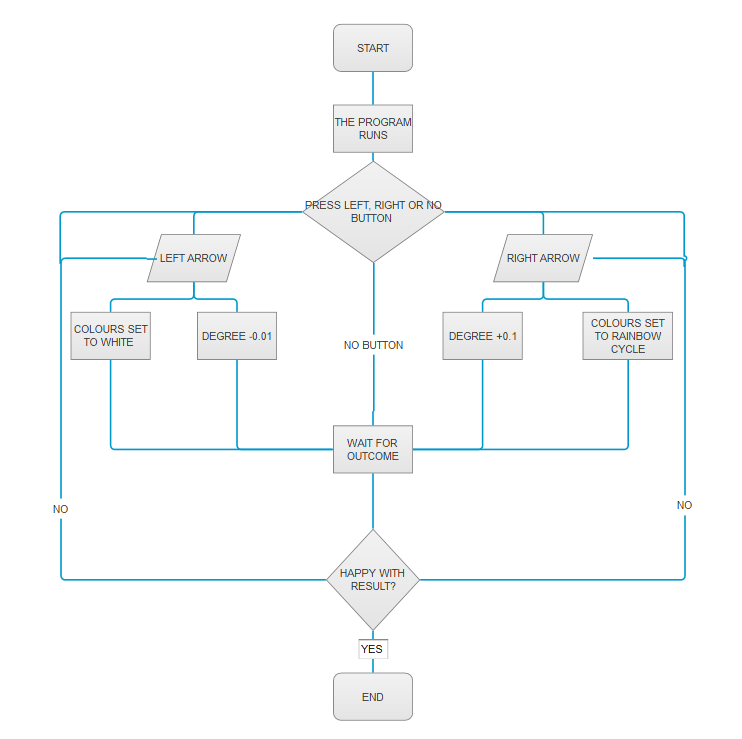 START
THE PROGRAM
RUNS
PRESS LEFT, RIGHT OR NO
BUTTON
LEFT ARROW
RIGHT ARROW
COLOURS SET
TO WHITE
DEGREE -0.01
NO BUTTON
DEGREE +0.1
COLOURS SET
TO RAINBOW
CYCLE
WAIT FOR
OUTCOME
NO
NO
HAPPY WITH
RESULT?
YES
END